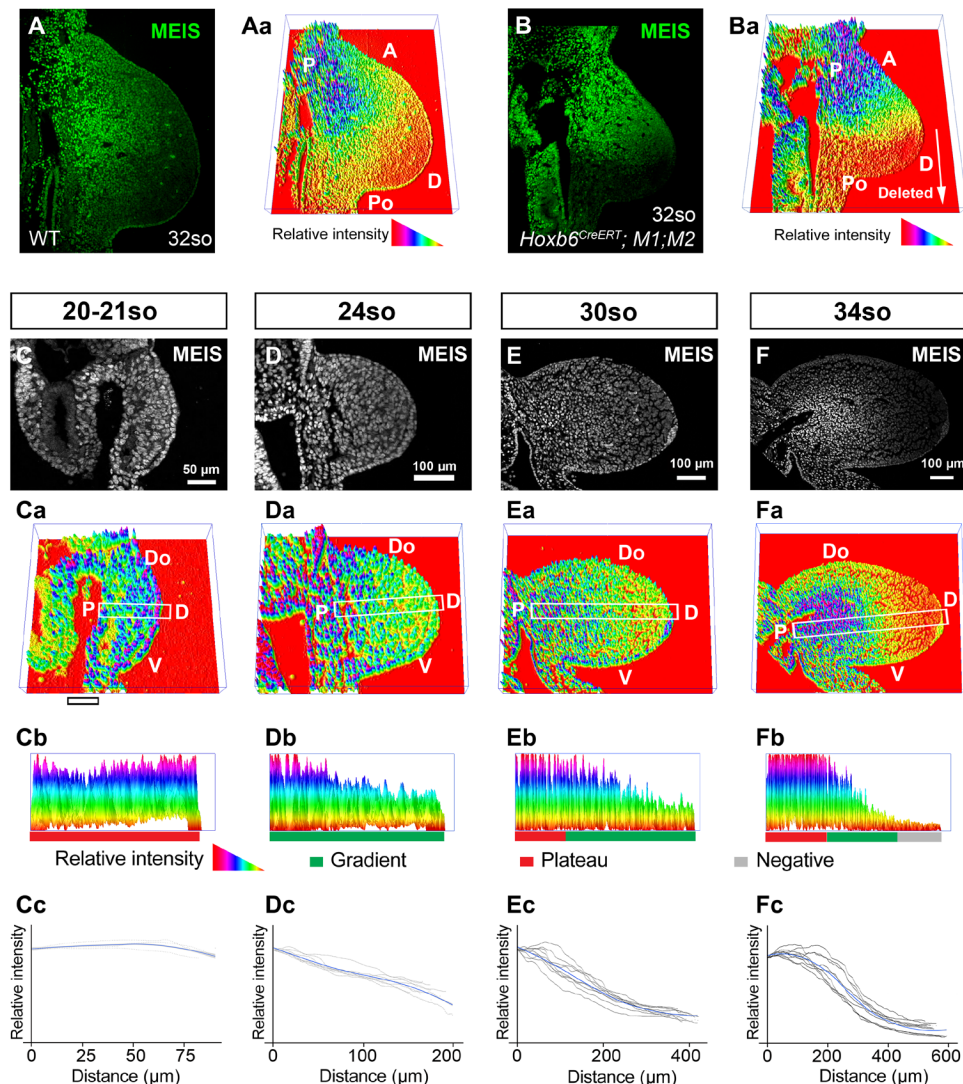 A
MEIS
WT
32so
Aa
P
A
D
Po
Relative intensity
B
MEIS
32so
Hoxb6CreERT; M1;M2
Ba
P
A
D
Po
Deleted
Relative intensity
20-21so
24so
30so
34so
C
MEIS
50 µm
D
MEIS
100 µm
E
MEIS
100 µm
F
MEIS
100 µm
Ca
Do
P
D
V
Da
Do
P
D
V
Ea
Do
P
D
V
Fa
Do
P
D
V
Cb
Db
Eb
Fb
Relative intensity
Gradient
Plateau
Negative
Cc
Relative intensity
0 25 50 75
Distance (µm)
Dc
Relative intensity
0 100 200
Distance (µm)
Ec
Relative intensity
0 200 400
Distance (µm)
Fc
Relative intensity
0 200 400 600
Distance (µm)